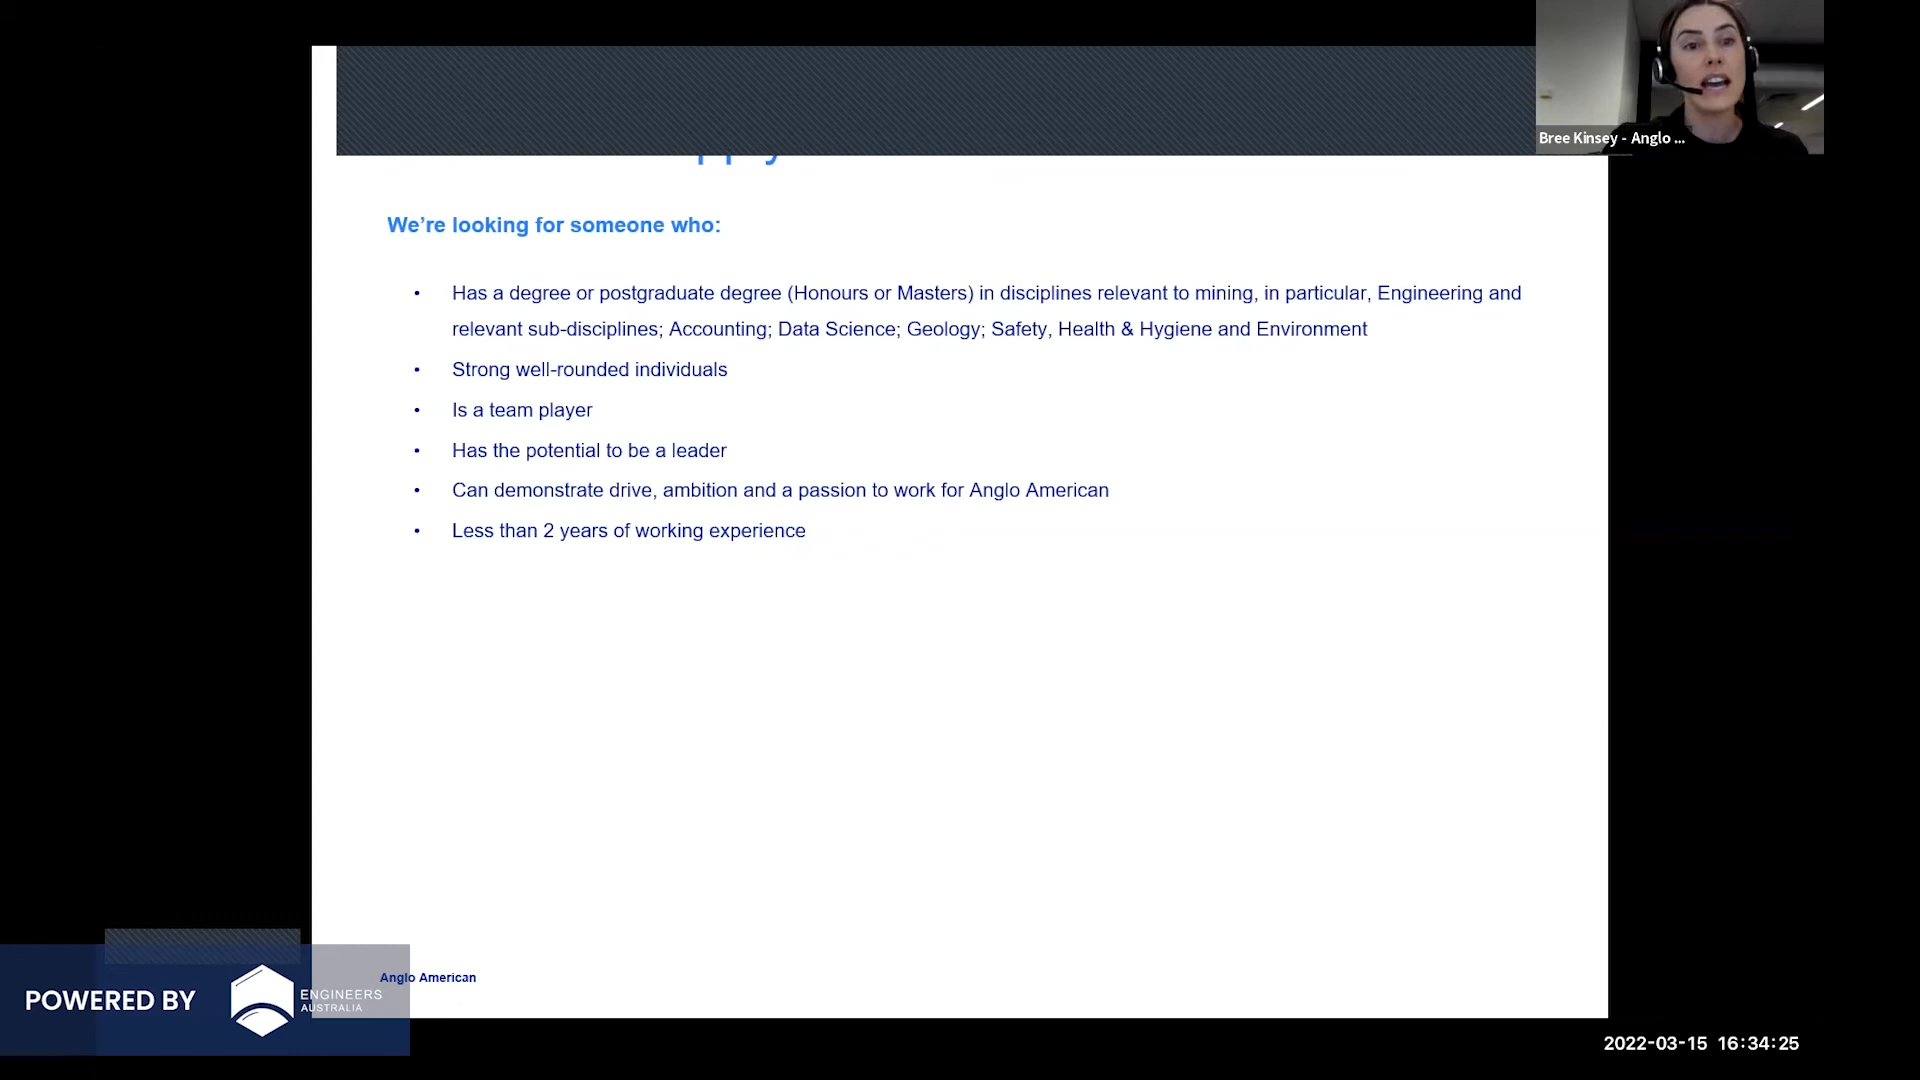 Bree Kinsey - Anglo ...
We're looking for someone who:
• Has a degree or postgraduate degree (Honours or Masters) in disciplines relevant to mining, in particular, Engineering and
relevant sub-disciplines; Accounting; Data Science; Geology; Safety, Health & Hygiene and Environment
• Strong well-rounded individuals
• Is a team player
• Has the potential to be a leader
• Can demonstrate drive, ambition and a passion to work for Anglo American
• Less than 2 years of working experience
Anglo American
POWERED BY
ENGINEERS
AUSTRALIA
2022-03-15 16:34:25